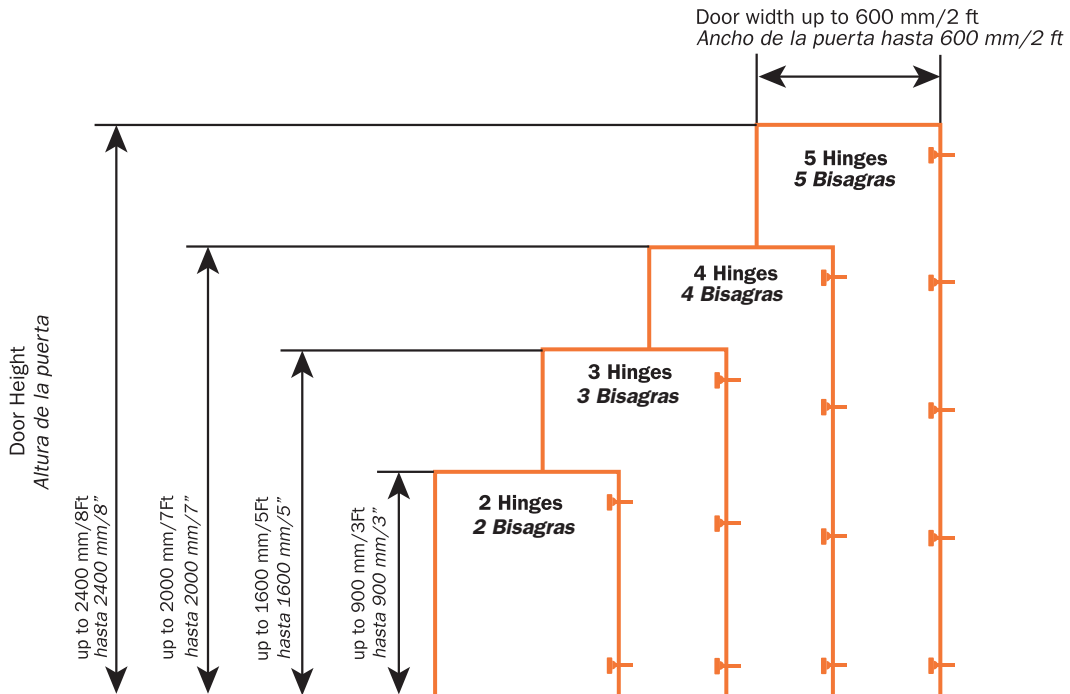 Door width up to 600 mm/2 ft
Ancho de la puerta hasta 600 mm/2 ft
5 Hinges
5 Bisagras
4 Hinges
4 Bisagras
3 Hinges
3 Bisagras
2 Hinges
2 Bisagras
Door Height
Altura de la puerta
up to 2400 mm/8Ft
hasta 2400 mm/8”
up to 2000 mm/7Ft
hasta 2000 mm/7”
up to 1600 mm/5Ft
hasta 1600 mm/5”
up to 900 mm/3Ft
hasta 900 mm/3”